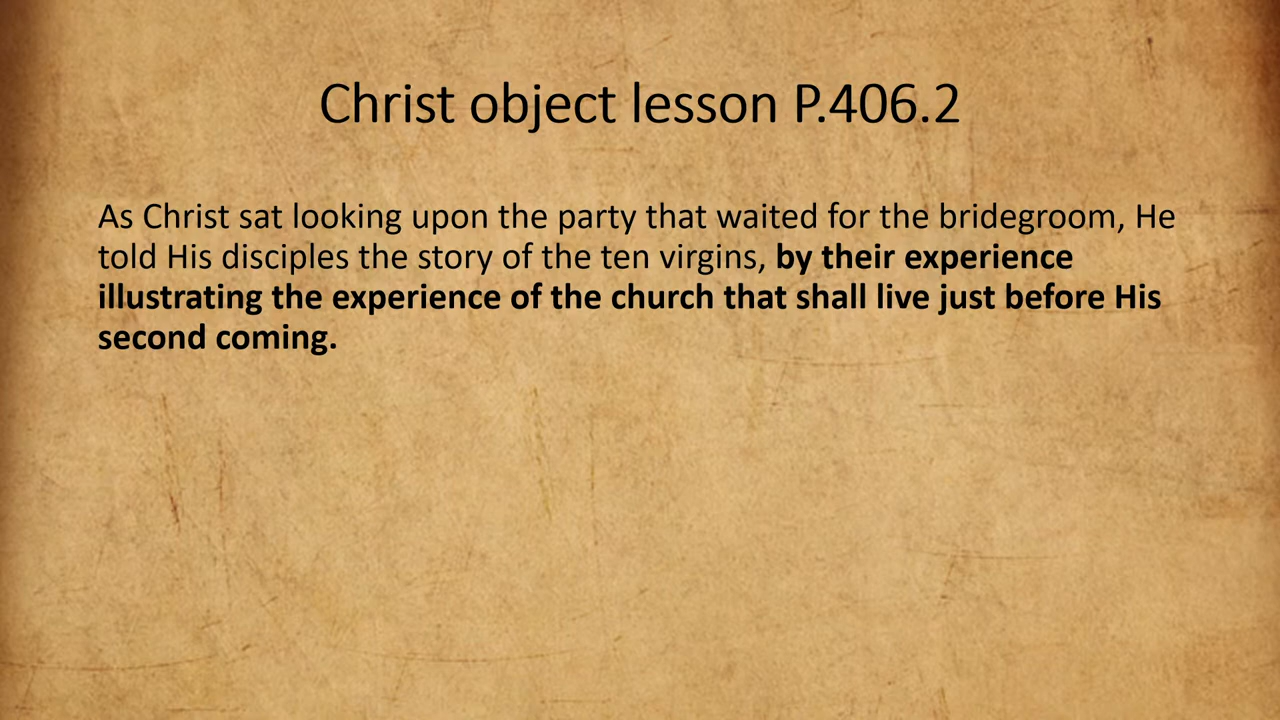 Christ object lesson P.406.2
As Christ sat looking upon the party that waited for the bridegroom, He
told His disciples the story of the ten virgins, by their experience
illustrating the experience of the church that shall live just before His
second coming.